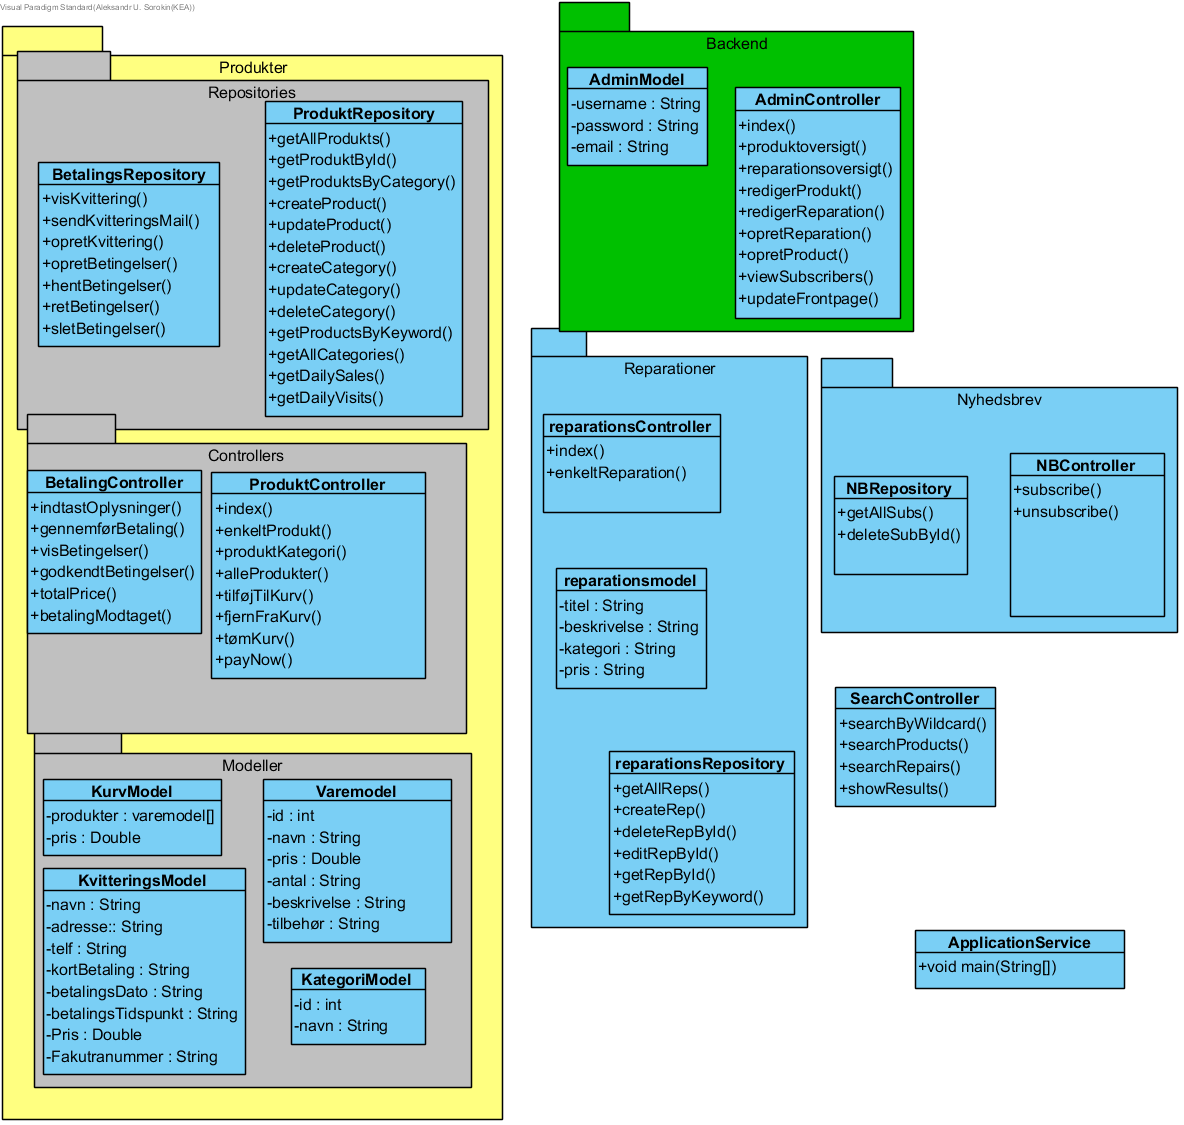 Visual Paradigm Standard(Aleksandr U. Sorokin(KEA))
Produkter
Repositories
BetalingsRepository
+visKvittering()
+sendKvitteringsMail()
+opretKvittering()
+opretBetingelser()
+hentBetingelser()
+retBetingelser()
+sletBetingelser()
ProduktRepository
+getAllProdukts()
+getProduktById()
+getProduktsByCategory()
+createProduct()
+updateProduct()
+deleteProduct()
+createCategory()
+updateCategory()
+deleteCategory()
+getProductsByKeyword()
+getAllCategories()
+getDailySales()
+getDailyVisits()
Controllers
BetalingController
+indtastOplysninger()
+gennemførBetaling()
+visBetingelser()
+godkendtBetingelser()
+totalPrice()
+betalingModtaget()
ProduktController
+index()
+enkeltProdukt()
+produktKategori()
+alleProdukter()
+tilføjTilKurv()
+fjernFraKurv()
+tømKurv()
+payNow()
Modeller
KurvModel
-produkter : varemodel[]
-pris : Double
Varemodel
-id : int
-navn : String
-pris : Double
-antal : String
-beskrivelse : String
-tilbehør : String
KvitteringsModel
-navn : String
-adresse:: String
-telf : String
-kortBetaling : String
-betalingsDato : String
-betalingsTidspunkt : String
-Pris : Double
-Fakutranummer : String
KategoriModel
-id : int
-navn : String
Backend
AdminModel
-username : String
-password : String
-email : String
AdminController
+index()
+produktoversigt()
+reparationsoversigt()
+redigerProdukt()
+redigerReparation()
+opretReparation()
+opretProduct()
+viewSubscribers()
+updateFrontpage()
Reparationer
reparationsController
+index()
+enkeltReparation()
reparationsmodel
-titel : String
-beskrivelse : String
-kategori : String
-pris : String
reparationsRepository
+getAllReps()
+createRep()
+deleteRepById()
+editRepById()
+getRepById()
+getRepByKeyword()
Nyhedsbrev
NBRepository
+getAllSubs()
+deleteSubById()
NBController
+subscribe()
+unsubscribe()
SearchController
+searchByWildcard()
+searchProducts()
+searchRepairs()
+showResults()
ApplicationService
+void main(String[])